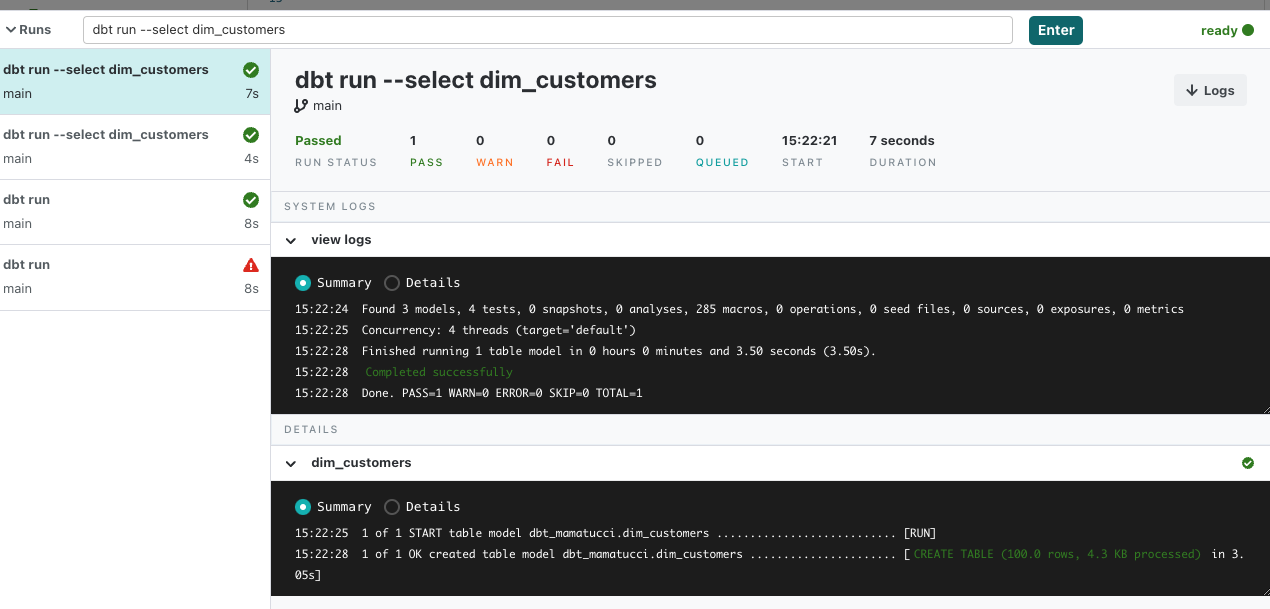 Runs
dbt run --select dim_customers
Enter
ready
dbt run --select dim_customers
main 7s
dbt run --select dim_customers
main 4s
dbt run
main 8s
dbt run
main 8s
dbt run --select dim_customers
main
Logs
Passed 1 0 0 0 0 15:22:21 7 seconds
RUN STATUS PASS WARN FAIL SKIPPED QUEUED START DURATION
SYSTEM LOGS
view logs
Summary Details
15:22:24 Found 3 models, 4 tests, 0 snapshots, 0 analyses, 285 macros, 0 operations, 0 seed files, 0 sources, 0 exposures, 0 metrics
15:22:25 Concurrency: 4 threads (target='default')
15:22:28 Finished running 1 table model in 0 hours 0 minutes and 3.50 seconds (3.50s).
15:22:28 Completed successfully
15:22:28 Done. PASS=1 WARN=0 ERROR=0 SKIP=0 TOTAL=1
DETAILS
dim_customers
Summary Details
15:22:25 1 of 1 START table model dbt_mamatucci.dim_customers ........................... [RUN]
15:22:28 1 of 1 OK created table model dbt_mamatucci.dim_customers ...................... [CREATE TABLE (100.0 rows, 4.3 KB processed) in 3.
05s]